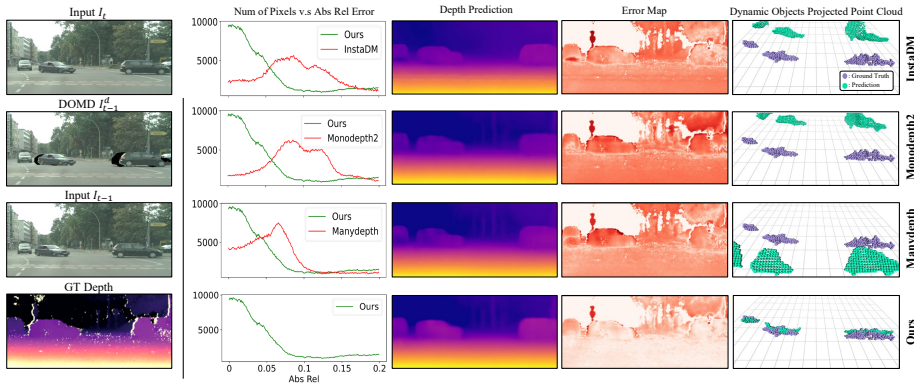 Input I_t
Num of Pixels v.s Abs Rel Error
Depth Prediction
Error Map
Dynamic Objects Projected Point Cloud
10000
5000
Ours
InstaDM
: Ground Truth
: Prediction
InstaDM
DOMD I^d_{t-1}
10000
5000
Ours
Monodepth2
Monodepth2
Input I_{t-1}
10000
5000
Ours
Manydepth
Manydepth
GT Depth
10000
5000
Ours
Ours
0
0.05
0.1
0.15
0.2
Abs Rel